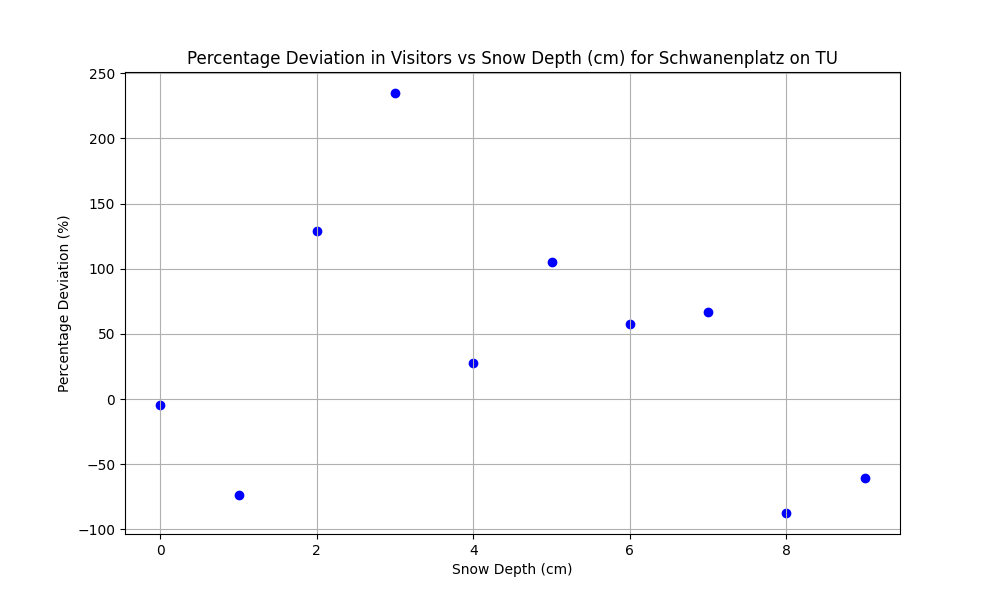 Percentage Deviation in Visitors vs Snow Depth (cm) for Schwanenplatz on TU
250
200
150
100
50
0
−50
−100
Percentage Deviation (%)
0 2 4 6 8
Snow Depth (cm)